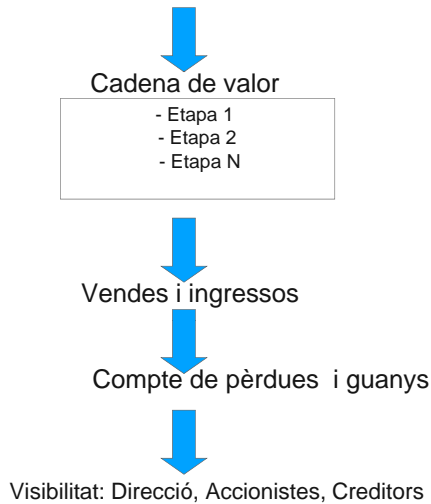 Cadena de valor
- Etapa 1
- Etapa 2
- Etapa N
Vendes i ingressos
Compte de pèrdues i guanys
Visibilitat: Direcció, Accionistes, Creditors